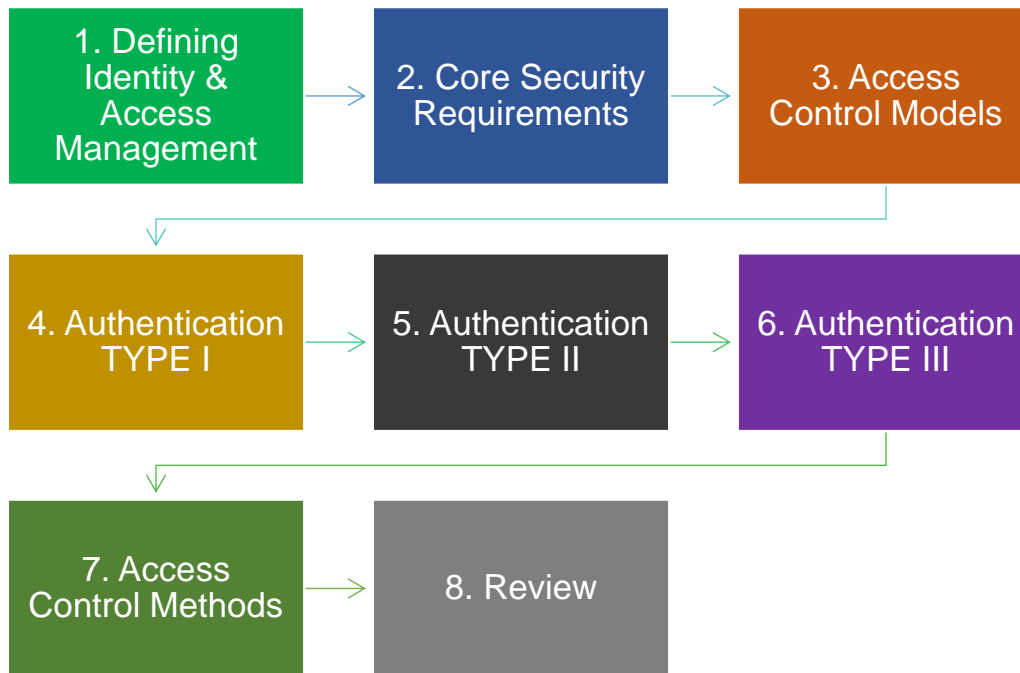 1. Defining
Identity &
Access
Management
2. Core Security
Requirements
3. Access
Control Models
4. Authentication
TYPE I
5. Authentication
TYPE II
6. Authentication
TYPE III
7. Access
Control Methods
8. Review